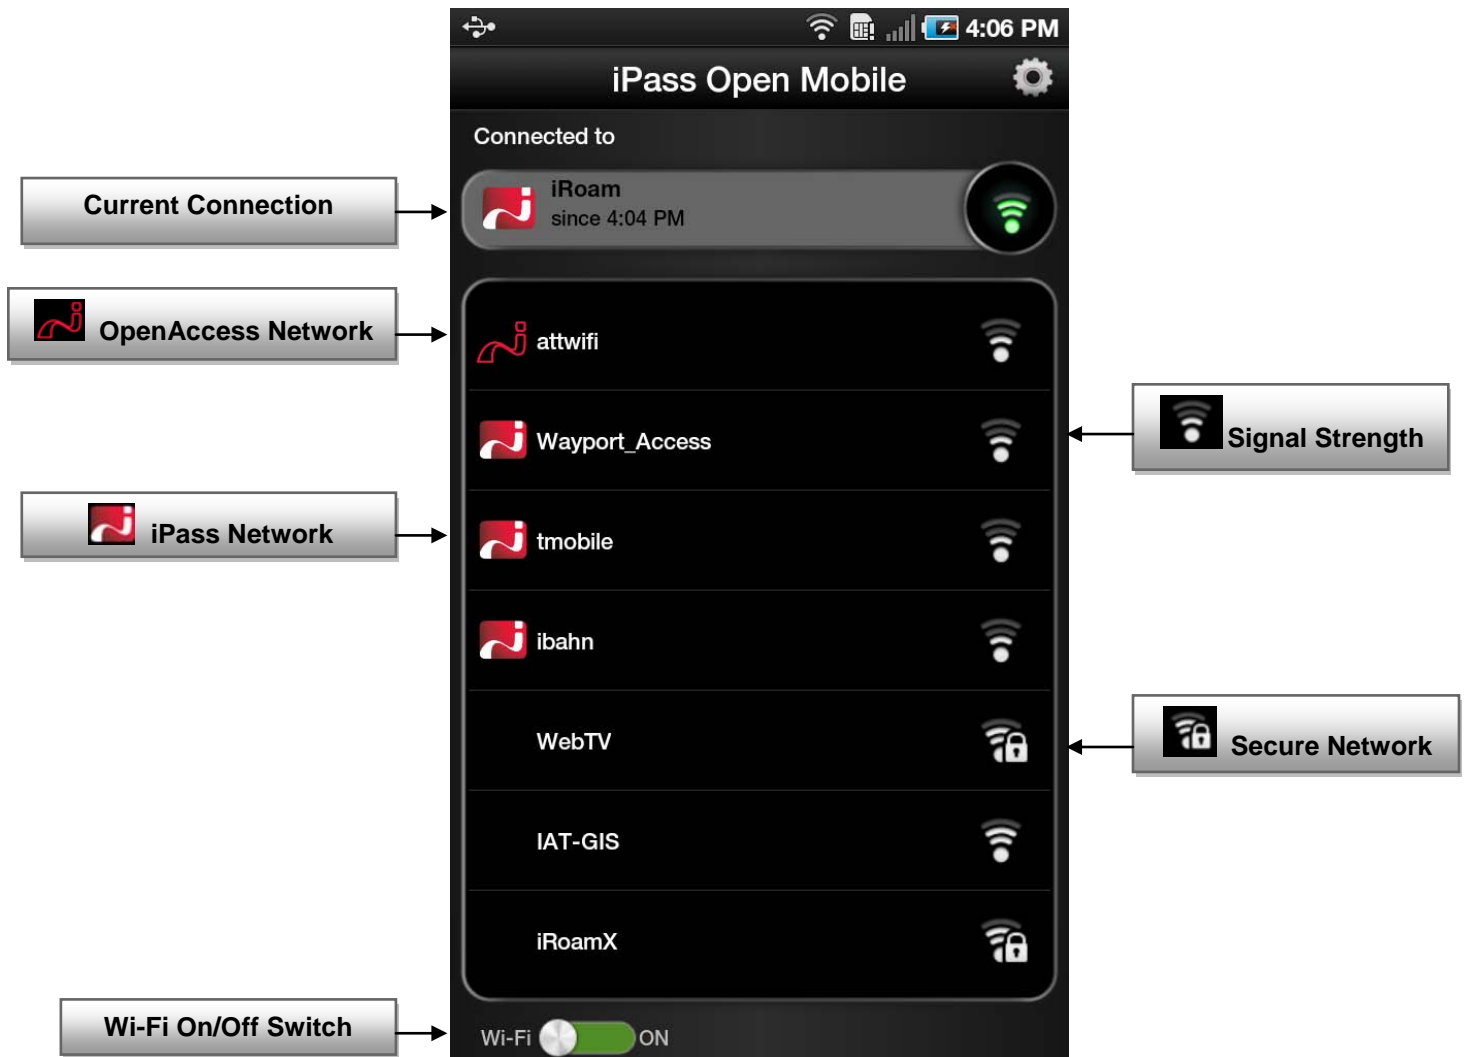 4:06 PM
iPass Open Mobile
Connected to
Current Connection
iRoam
since 4:04 PM
OpenAccess Network
attwifi
Wayport_Access
Signal Strength
iPass Network
tmobile
ibahn
WebTV
Secure Network
IAT-GIS
iRoamX
Wi-Fi On/Off Switch
Wi-Fi ON